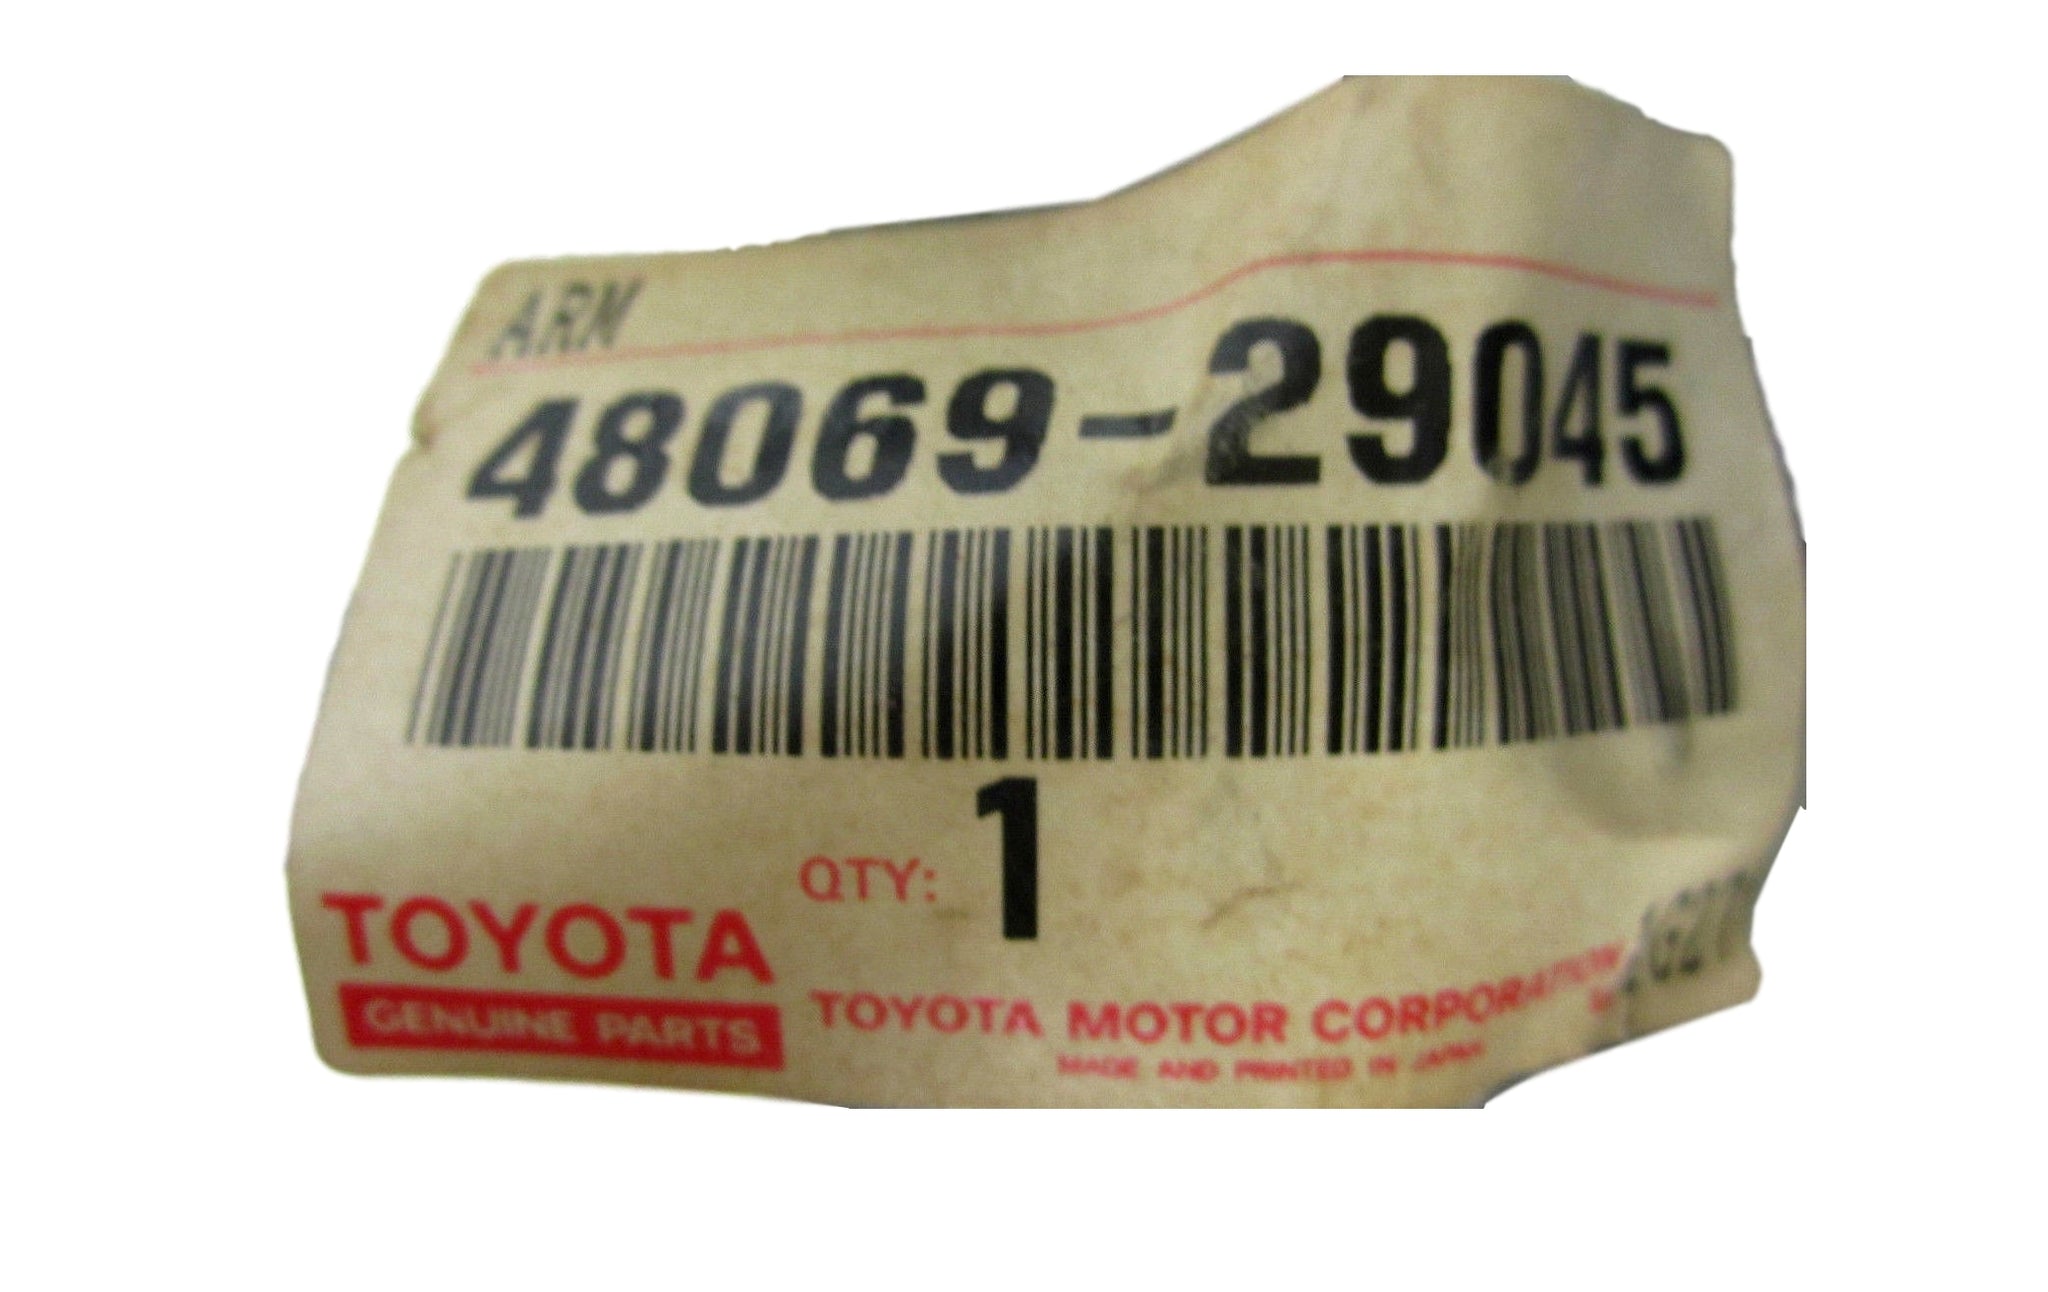 ARM
48069-29045
QTY: 1
TOYOTA
GENUINE PARTS
TOYOTA MOTOR CORPORATION
MADE AND PRINTED IN JAPAN